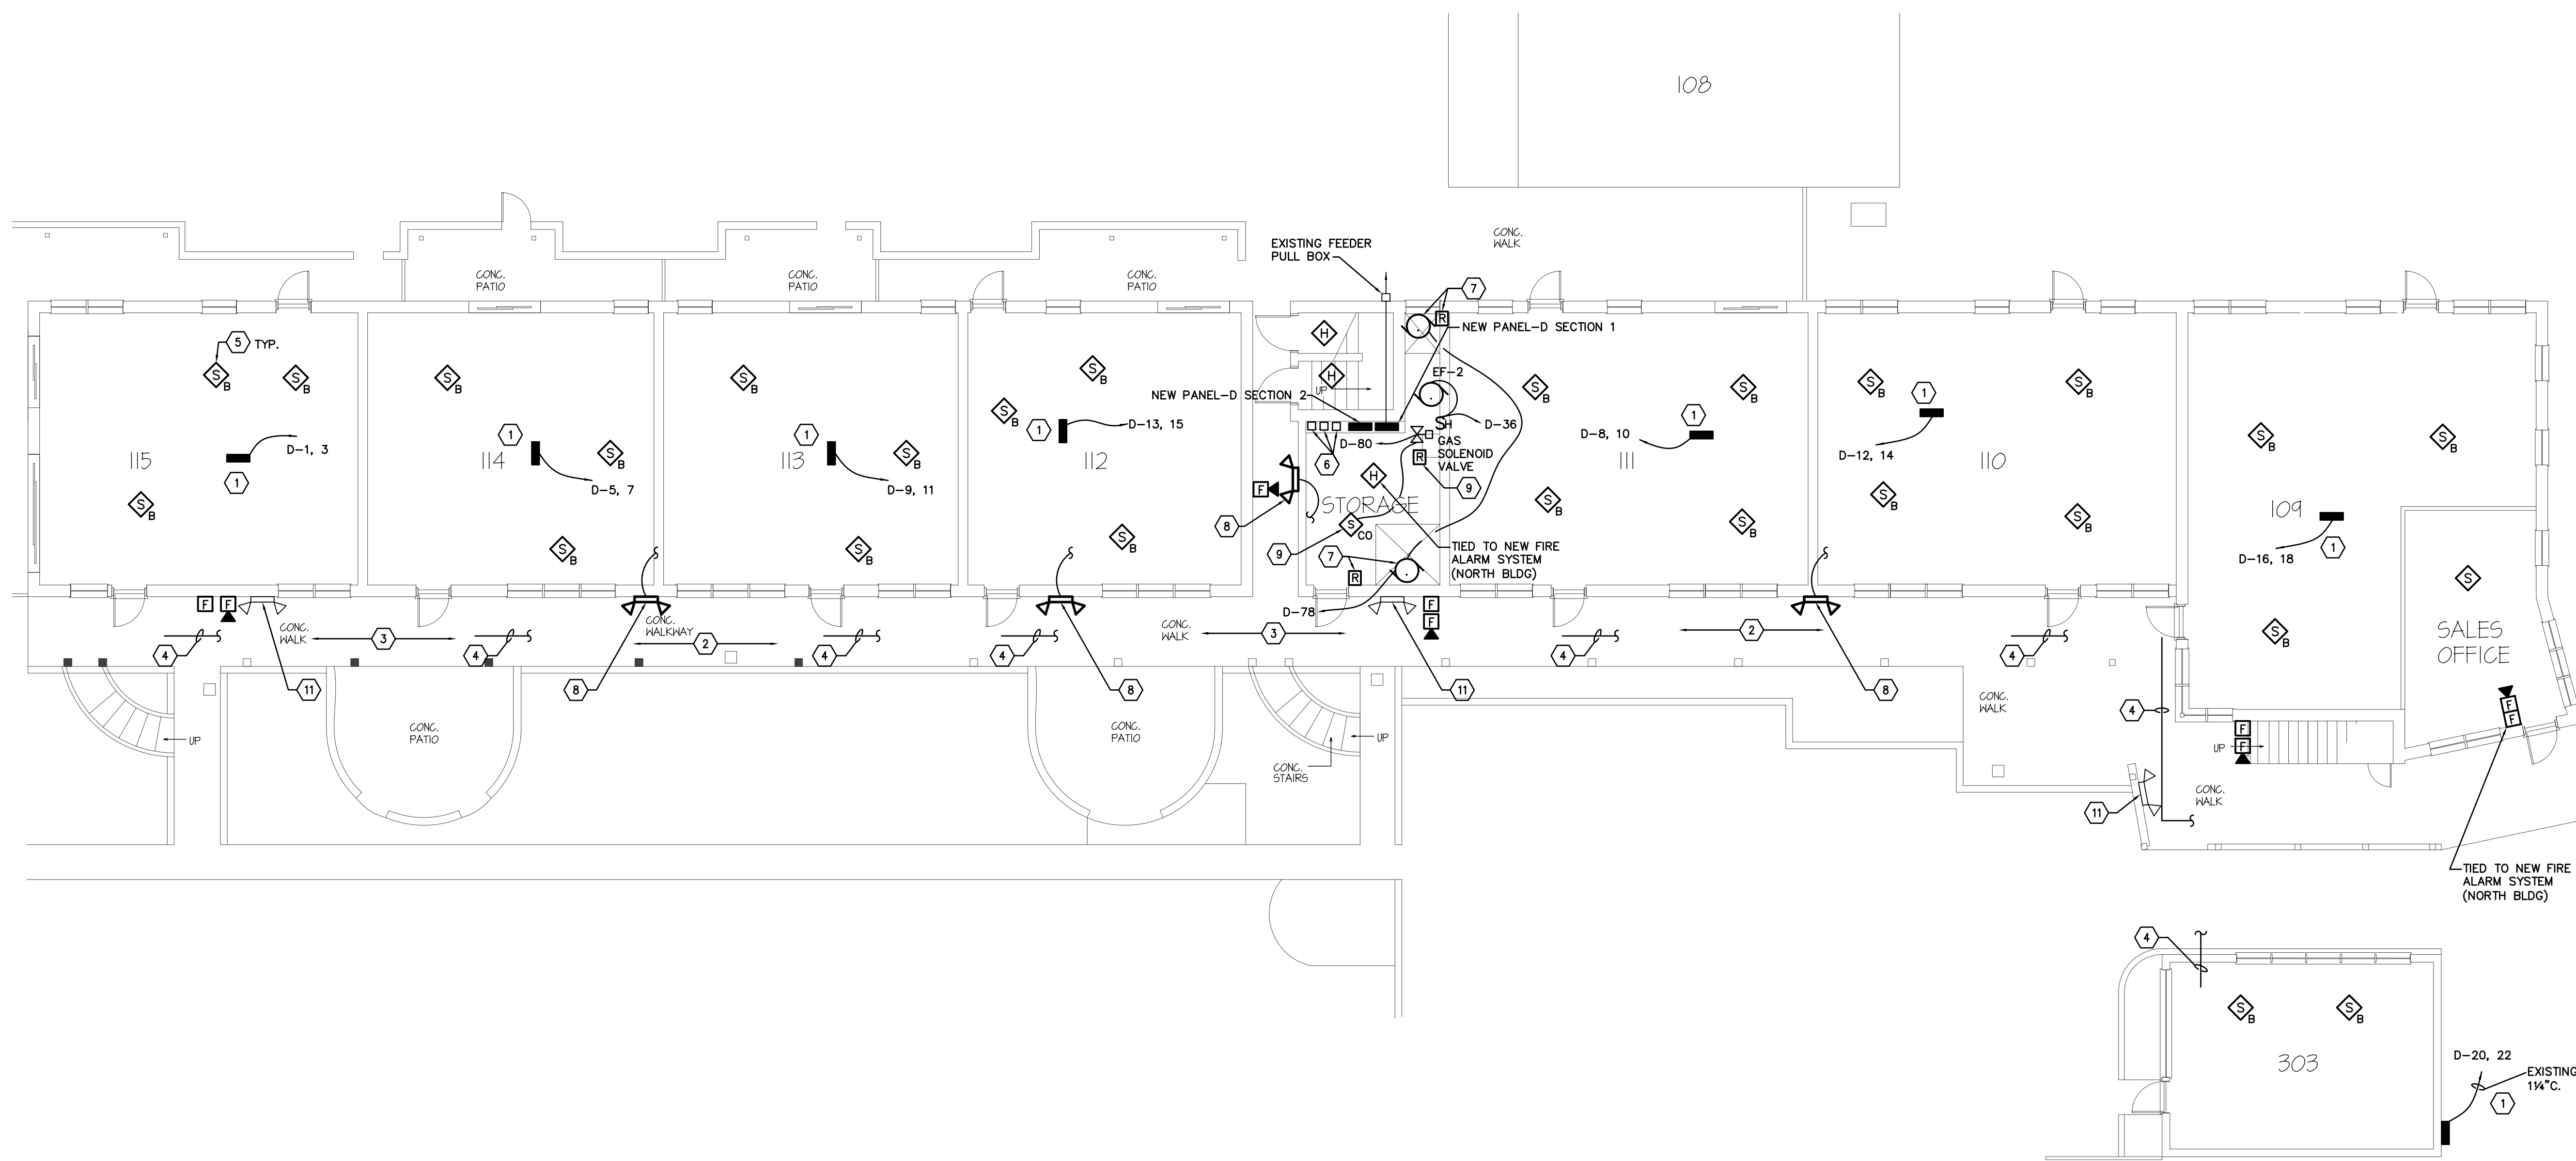 108
CONC.
WALK
EXISTING FEEDER
PULL BOX
CONC.
PATIO
CONC.
PATIO
CONC.
PATIO
7
R
NEW PANEL-D SECTION 1
H
H
UP
EF-2
NEW PANEL-D SECTION 2
SH
D-36
D-80
GAS
SOLENOID
VALVE
R
9
6
H
STORAGE
S CO
9
7
R
D-78
TIED TO NEW FIRE
ALARM SYSTEM
(NORTH BLDG)
5 TYP.
S B
S B
S B
115
D-1, 3
1
S B
S B
S B
114
1
D-5, 7
S B
S B
S B
113
1
D-9, 11
S B
S B
S B
112
1
D-13, 15
F
8
S B
S B
S B
S B
111
1
D-8, 10
S B
S B
S B
S B
110
1
D-12, 14
S B
S B
S B
109
1
D-16, 18
S
SALES
OFFICE
F
F
F
F
F
F
CONC.
WALK
3
4
4
CONC.
WALKWAY
2
4
4
CONC.
WALK
3
4
2
4
11
8
8
11
8
4
CONC.
WALK
F
F
UP
UP
CONC.
PATIO
CONC.
PATIO
UP
CONC.
STAIRS
11
CONC.
WALK
TIED TO NEW FIRE
ALARM SYSTEM
(NORTH BLDG)
4
S B
S B
303
D-20, 22
EXISTING
1¼"C.
1